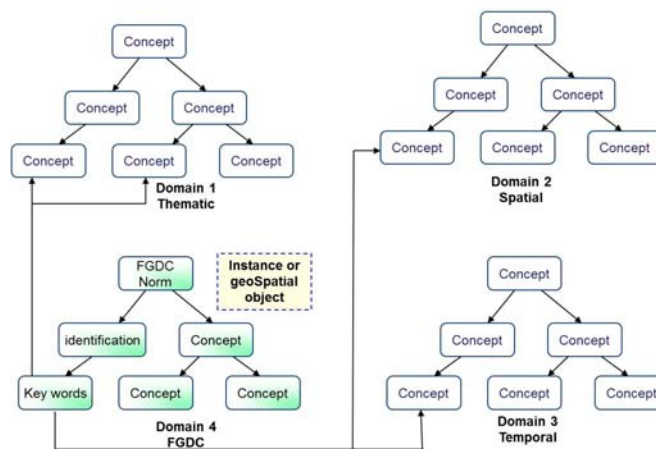 Concept
Concept
Concept
Concept
Concept
Concept
Domain 1
Thematic
Concept
Concept
Concept
Concept
Concept
Concept
Domain 2
Spatial
FGDC
Norm
Instance or
geoSpatial
object
identification
Concept
Key words
Concept
Concept
Domain 4
FGDC
Concept
Concept
Concept
Concept
Concept
Concept
Domain 3
Temporal